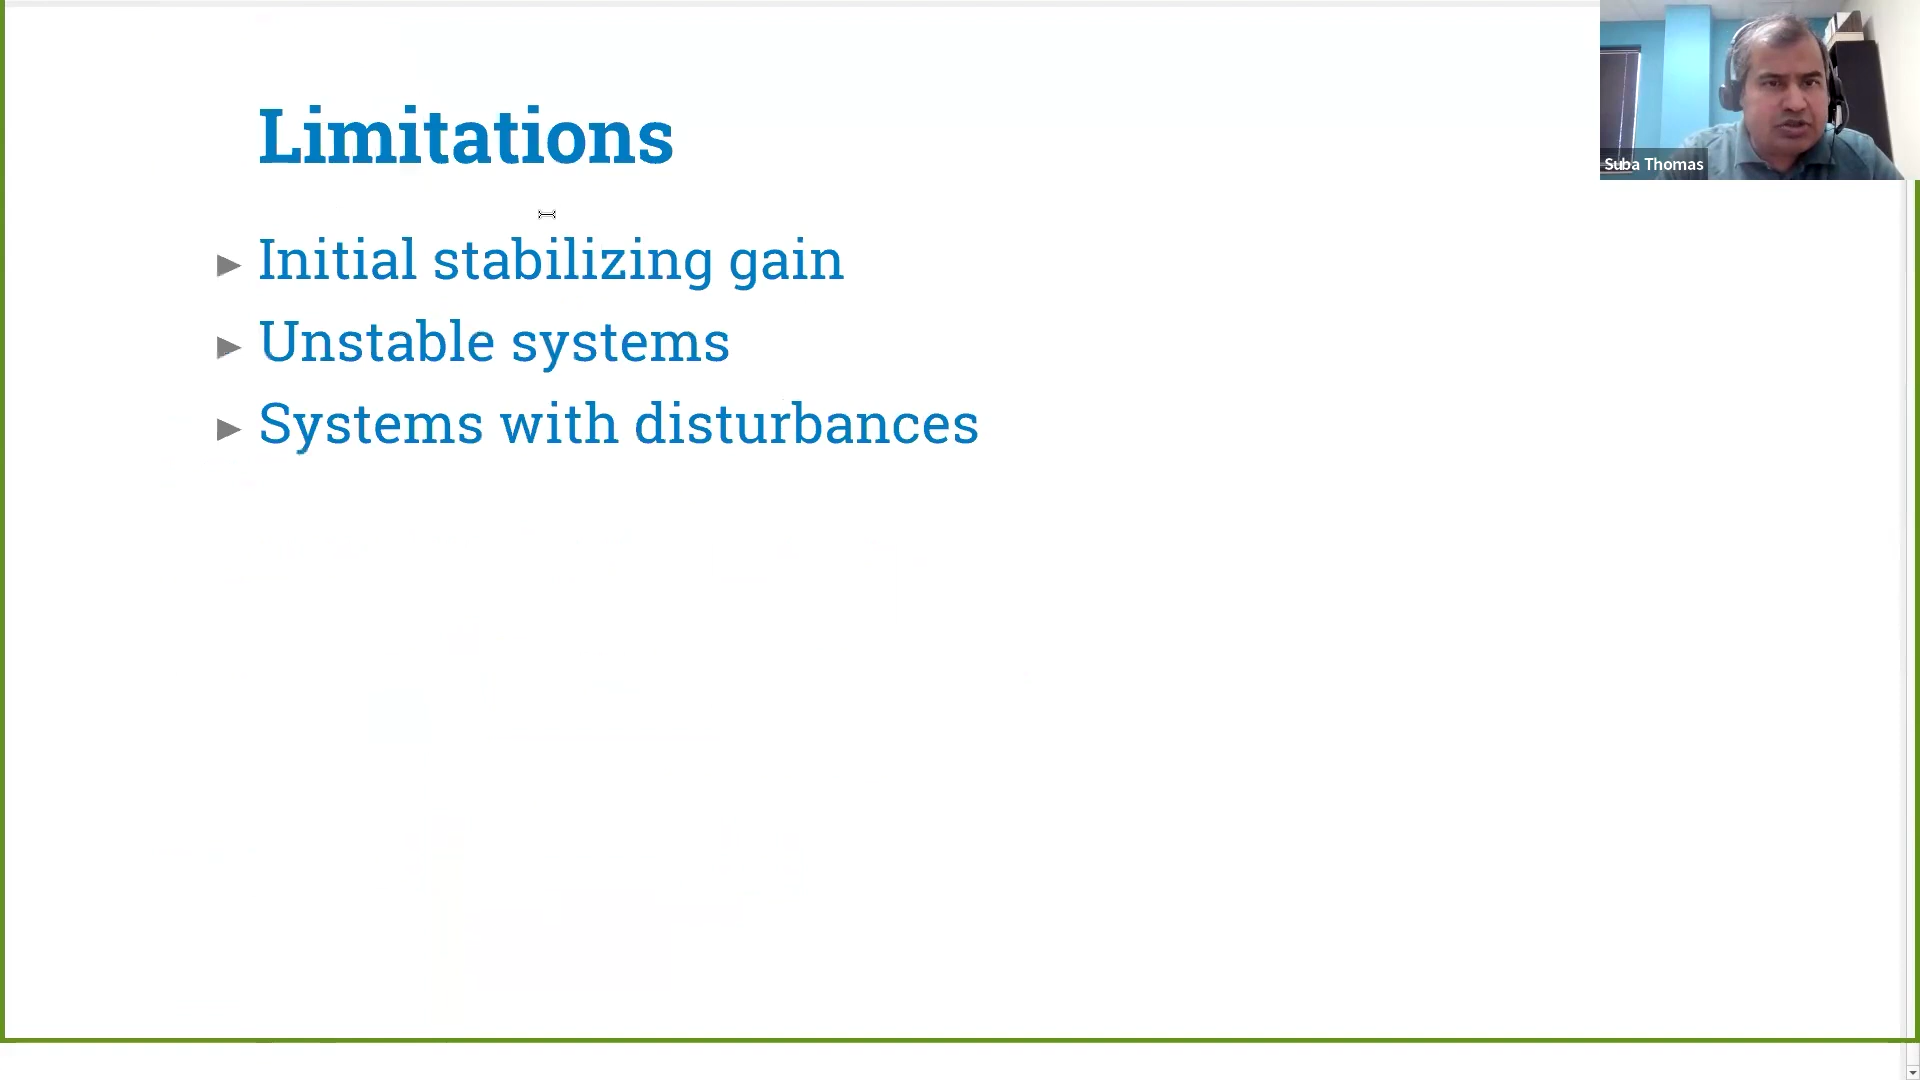 Limitations
Initial stabilizing gain
Unstable systems
Systems with disturbances
Suba Thomas